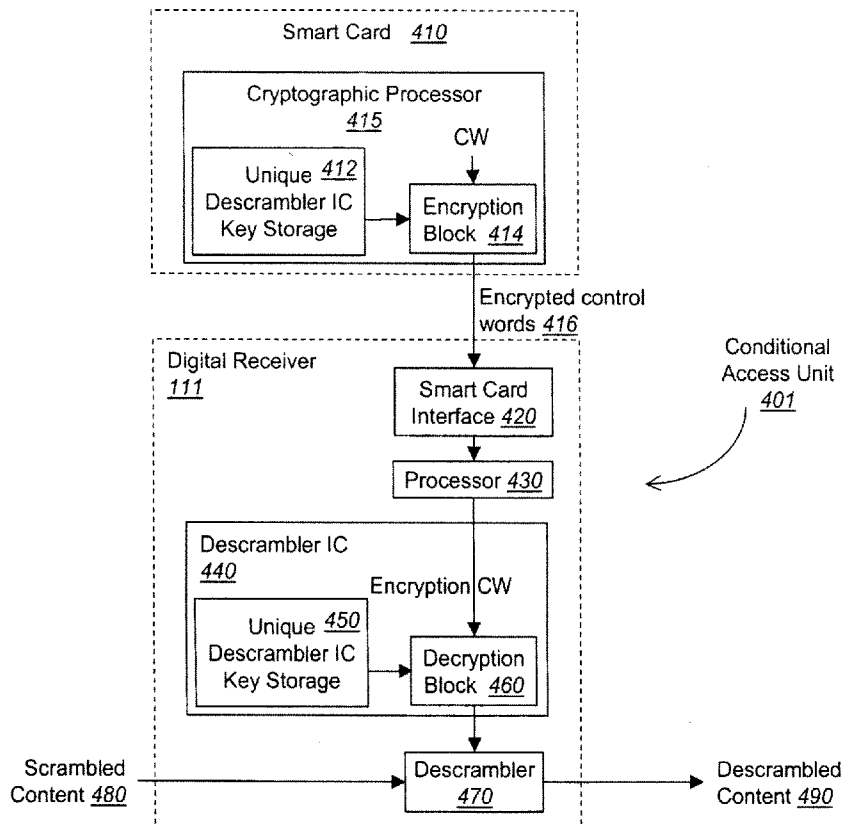 Smart Card 410
Cryptographic Processor
415
CW
Unique 412
Descrambler IC
Key Storage
Encryption
Block 414
Encrypted control
words 416
Digital Receiver
111
Smart Card
Interface 420
Conditional
Access Unit
401
Processor 430
Descrambler IC
440
Encryption CW
Unique 450
Descrambler IC
Key Storage
Decryption
Block 460
Scrambled
Content 480
Descrambler
470
Descrambled
Content 490